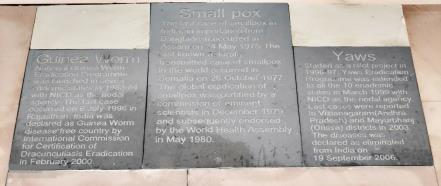 Guinea Worm
National Guinea Worm
Eradication Programme
was launched in
with NICD as the nodal
agency. The last case
occurred on 6 July 1996 in
Rajasthan. India was
declared as Guinea Worm
disease free country by
International Commission
for Certification of
Dracunculiasis Eradication
in February 2000.
Small pox
The last case of smallpox in
India, an importation from
Bangladesh occurred in
Assam on 24 May 1975. The
last known naturally
transmitted case of smallpox
in the world occurred in
Somalia on 26 October 1977.
The global eradication of
smallpox was certified by a
commission of eminent
scientists in December 1979
and subsequently endorsed
by the World Health Assembly
in May 1980.
Yaws
Started as a pilot project in
1996-97, Yaws Eradication
Programme was extended
to all the 10 endemic
states in March 1999 with
NICD as the nodal agency.
Last cases were reported
in Vizianagaram(Andhra
Pradesh) and Mayurbhanj
(Orissa) districts in 2003.
The diseases was
declared as eliminated
from India on
19 September 2006.